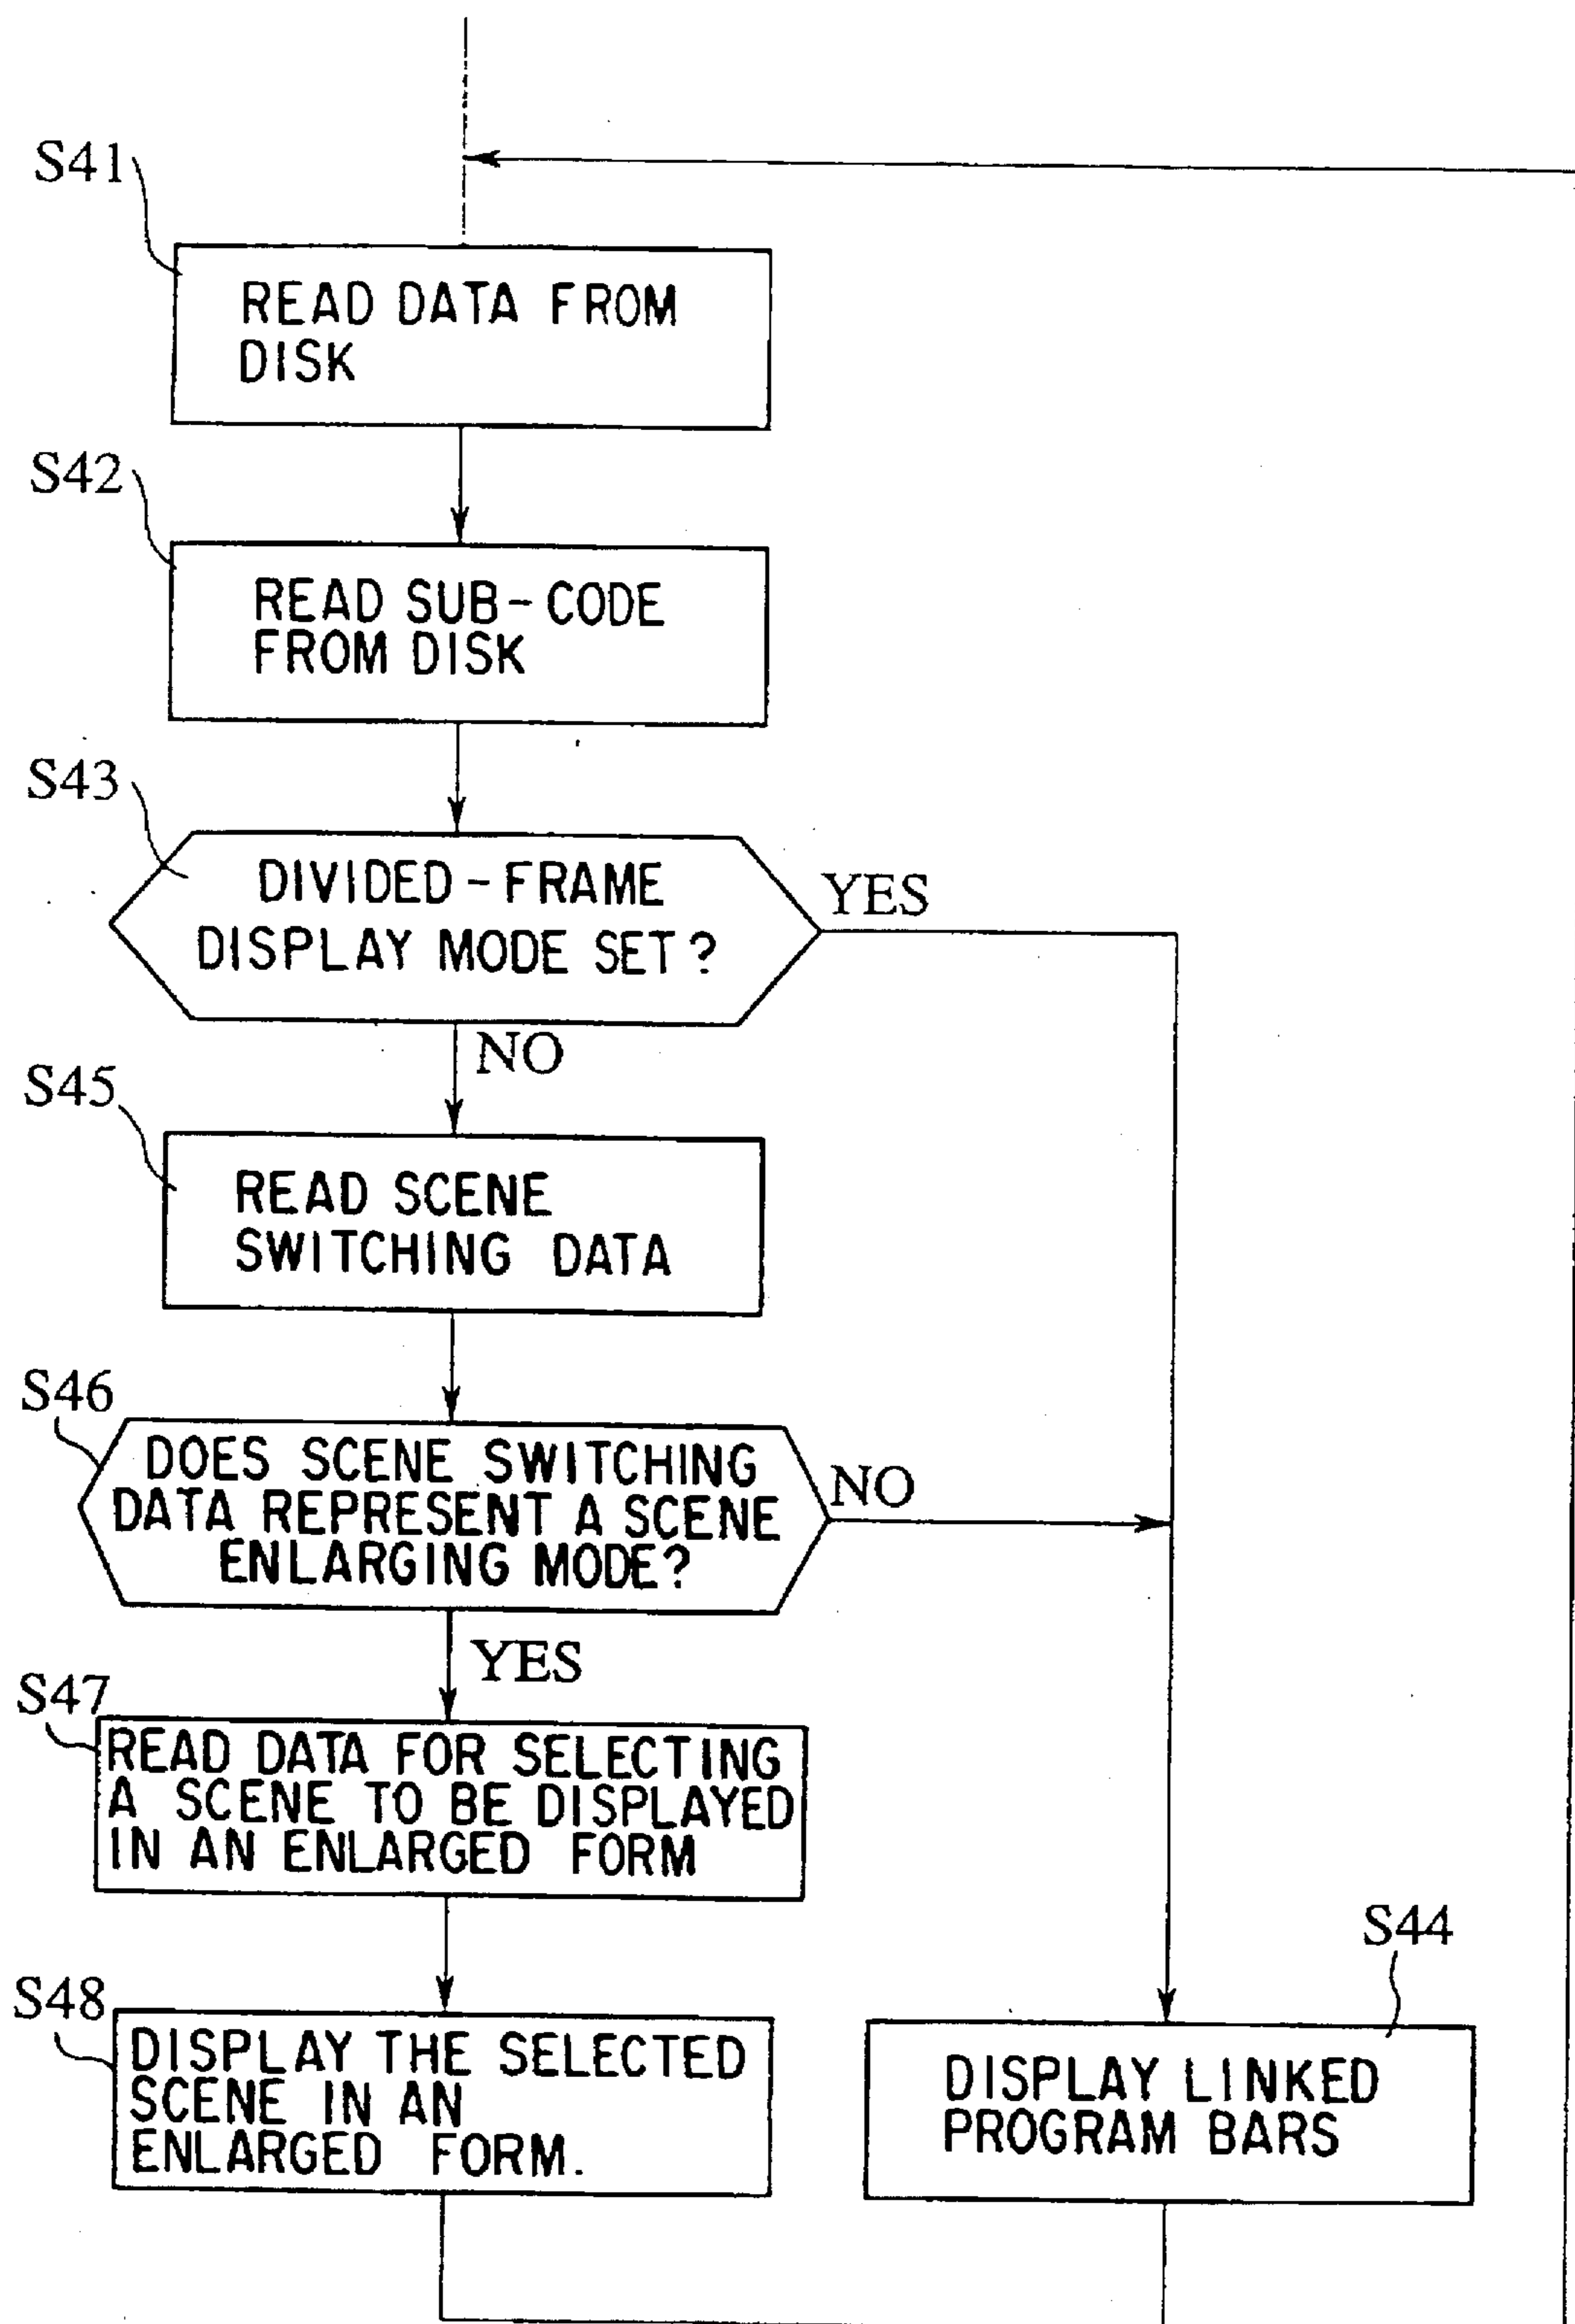 S41
READ DATA FROM
DISK
S42
READ SUB-CODE
FROM DISK
S43
DIVIDED-FRAME
DISPLAY MODE SET?
YES
NO
S45
READ SCENE
SWITCHING DATA
S46
DOES SCENE SWITCHING
DATA REPRESENT A SCENE
ENLARGING MODE?
NO
YES
S47
READ DATA FOR SELECTING
A SCENE TO BE DISPLAYED
IN AN ENLARGED FORM
S48
DISPLAY THE SELECTED
SCENE IN AN
ENLARGED FORM.
S44
DISPLAY LINKED
PROGRAM BARS